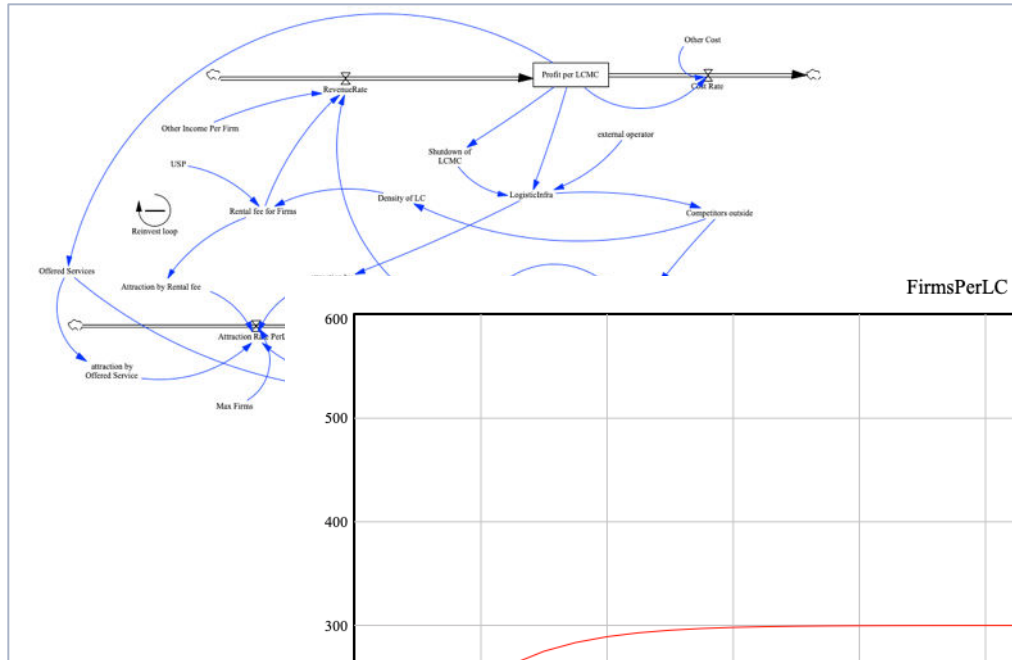 Other Cost
Profit per LCMC
RevenueRate
Cost Rate
Other Income Per Firm
external operator
Shutdown of
LCMC
USP
LogisticInfra
Density of LC
Rental fee for Firms
Competitors outside
Reinvest loop
Offered Services
Attraction by Rental fee
FirmsPerLC
600
Attraction Rate
attraction by
Offered Service
Max Firms
500
400
300